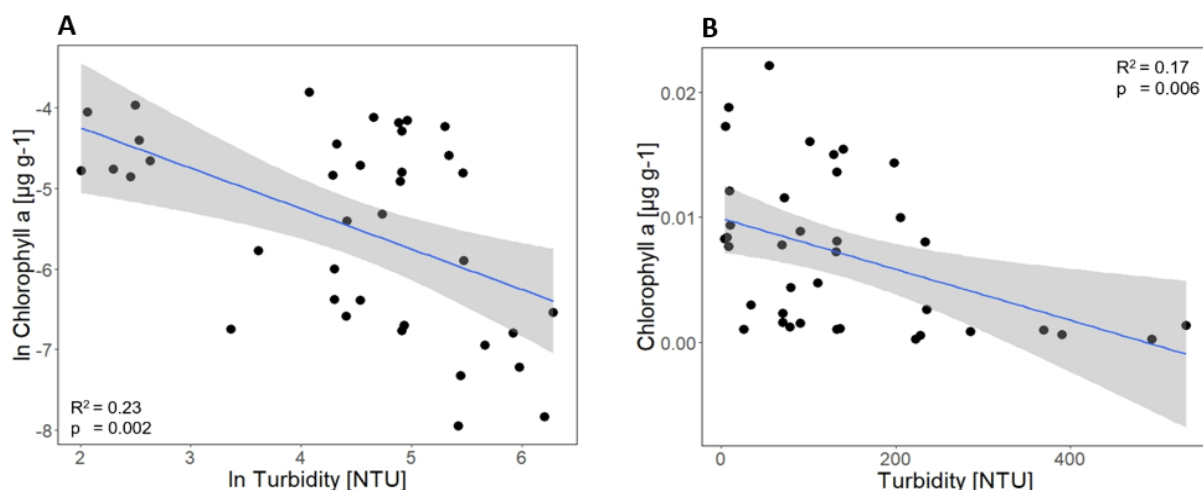 A
ln Chlorophyll a [µg g-1]
-4
-5
-6
-7
-8
R² = 0.23
p = 0.002
2 3 4 5 6
ln Turbidity [NTU]
B
R² = 0.17
p = 0.006
Chlorophyll a [µg g-1]
0.02
0.01
0.00
0 200 400
Turbidity [NTU]